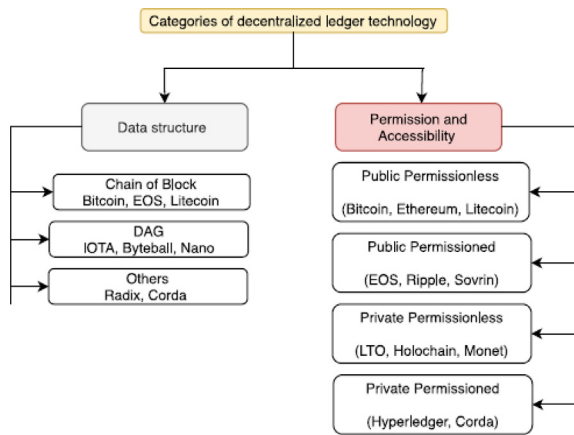 Categories of decentralized ledger technology
Data structure
Chain of Block
Bitcoin, EOS, Litecoin
DAG
IOTA, Byteball, Nano
Others
Radix, Corda
Permission and
Accessibility
Public Permissionless
(Bitcoin, Ethereum, Litecoin)
Public Permissioned
(EOS, Ripple, Sovrin)
Private Permissionless
(LTO, Holochain, Monet)
Private Permissioned
(Hyperledger, Corda)